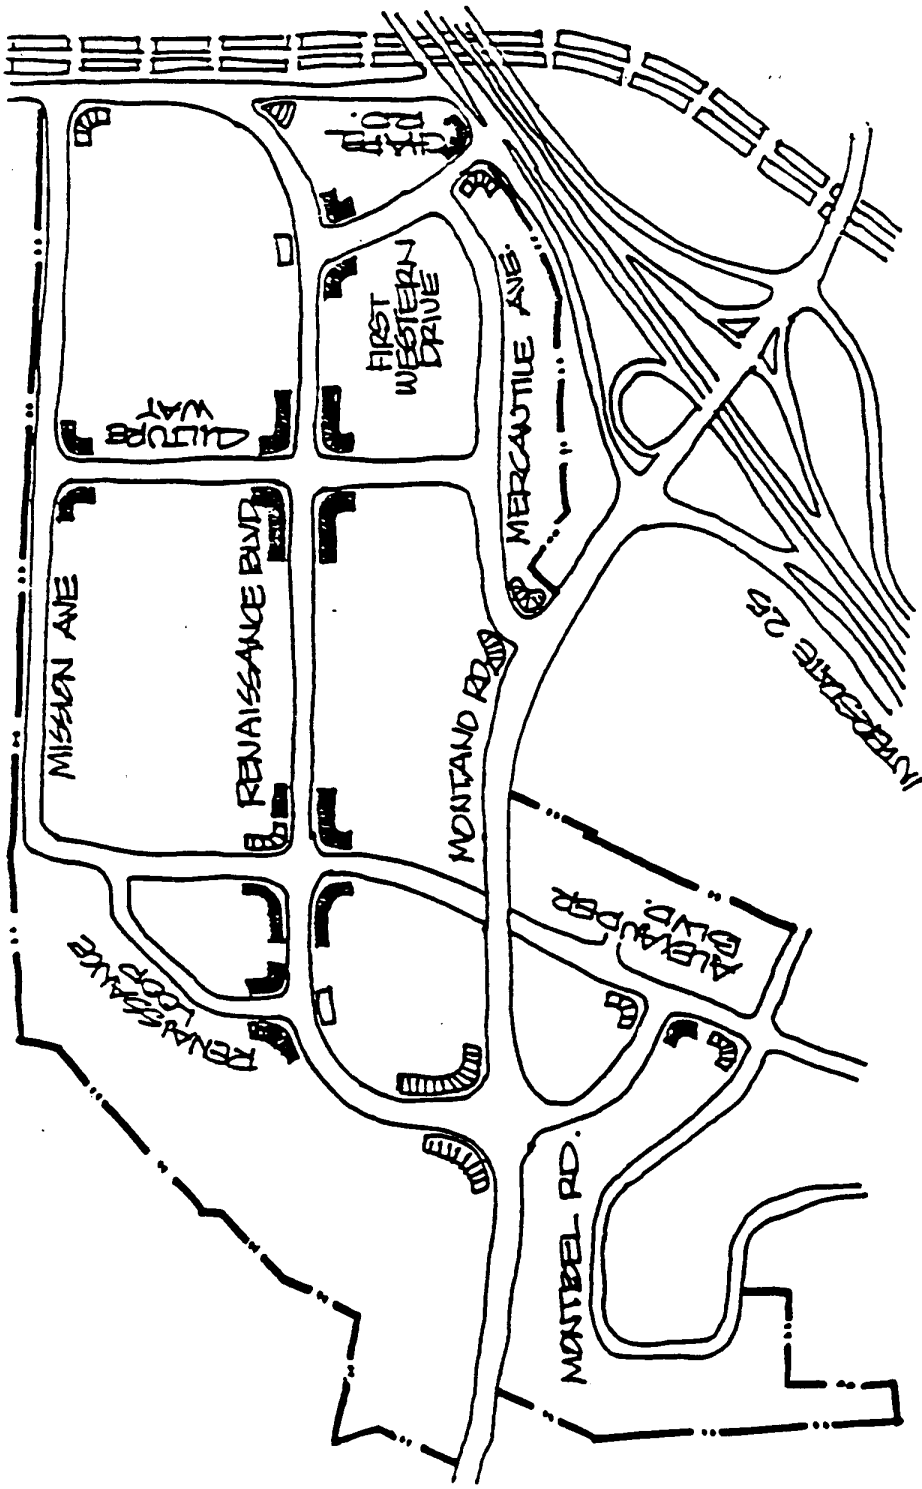 FIRST
WESTERN
DRIVE
MERCANTILE AVE.
CULTURE
WAY
MISSION AVE
RENAISSANCE BLVD
MONTANO RD
INTERSTATE 25
ALEXANDER
BLVD.
RENAISSANCE
LOOP
MONTBEL RD.